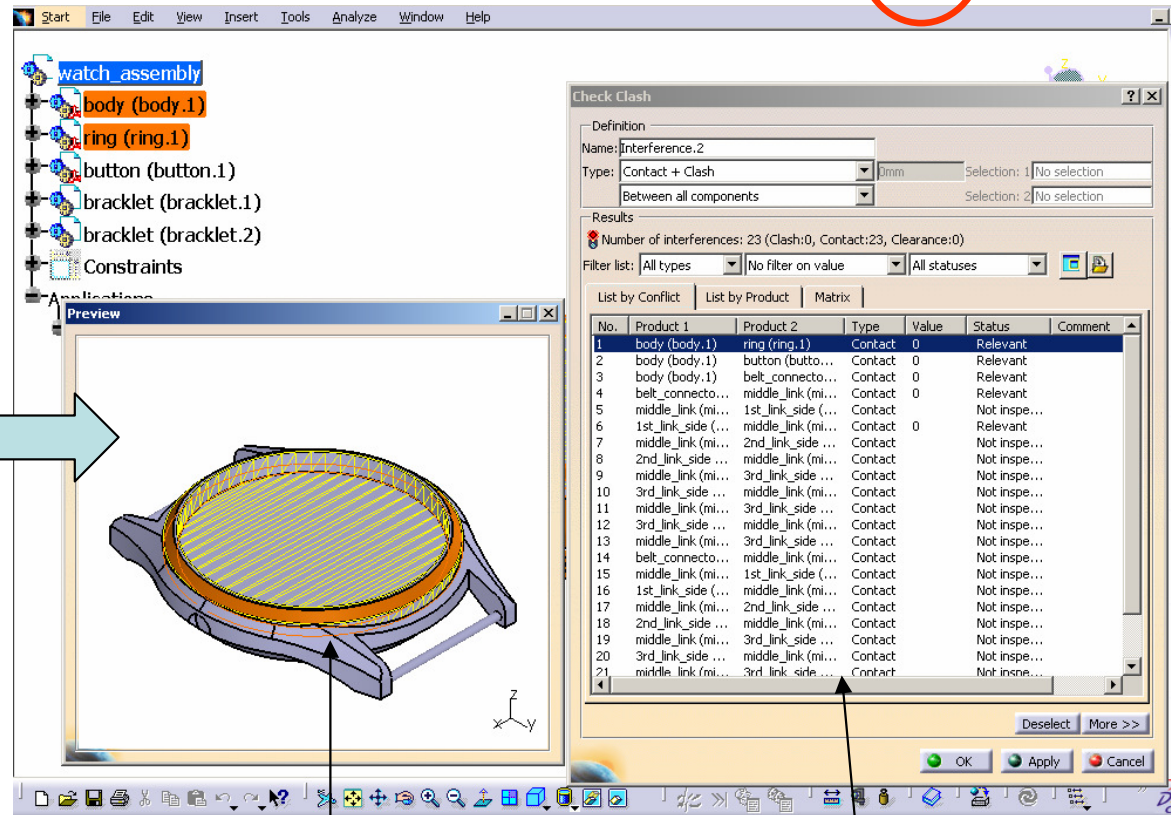 Start File Edit View Insert Tools Analyze Window Help
watch_assembly
body (body.1)
ring (ring.1)
button (button.1)
bracklet (bracklet.1)
bracklet (bracklet.2)
Constraints
Applications
Preview
z
x y
Z
Check Clash
Definition
Name: Interference.2
Type: Contact + Clash 0mm Selection: 1 No selection
Between all components Selection: 2 No selection
Results
Number of interferences: 23 (Clash:0, Contact:23, Clearance:0)
Filter list: All types No filter on value All statuses
List by Conflict List by Product Matrix
No. Product 1 Product 2 Type Value Status Comment
1 body (body.1) ring (ring.1) Contact 0 Relevant
2 body (body.1) button (butto... Contact 0 Relevant
3 body (body.1) belt_connecto... Contact 0 Relevant
4 belt_connecto... middle_link (mi... Contact 0 Relevant
5 middle_link (mi... 1st_link_side (... Contact Not inspe...
6 1st_link_side (... middle_link (mi... Contact 0 Relevant
7 middle_link (mi... 2nd_link_side ... Contact Not inspe...
8 2nd_link_side ... middle_link (mi... Contact Not inspe...
9 middle_link (mi... 3rd_link_side ... Contact Not inspe...
10 3rd_link_side ... middle_link (mi... Contact Not inspe...
11 middle_link (mi... 3rd_link_side ... Contact Not inspe...
12 3rd_link_side ... middle_link (mi... Contact Not inspe...
13 middle_link (mi... 3rd_link_side ... Contact Not inspe...
14 belt_connecto... middle_link (mi... Contact Not inspe...
15 middle_link (mi... 1st_link_side (... Contact Not inspe...
16 1st_link_side (... middle_link (mi... Contact Not inspe...
17 middle_link (mi... 2nd_link_side ... Contact Not inspe...
18 2nd_link_side ... middle_link (mi... Contact Not inspe...
19 middle_link (mi... 3rd_link_side ... Contact Not inspe...
20 3rd_link_side ... middle_link (mi... Contact Not inspe...
21 middle_link (mi... 3rd_link_side ... Contact Not inspe...
Deselect More >>
OK Apply Cancel